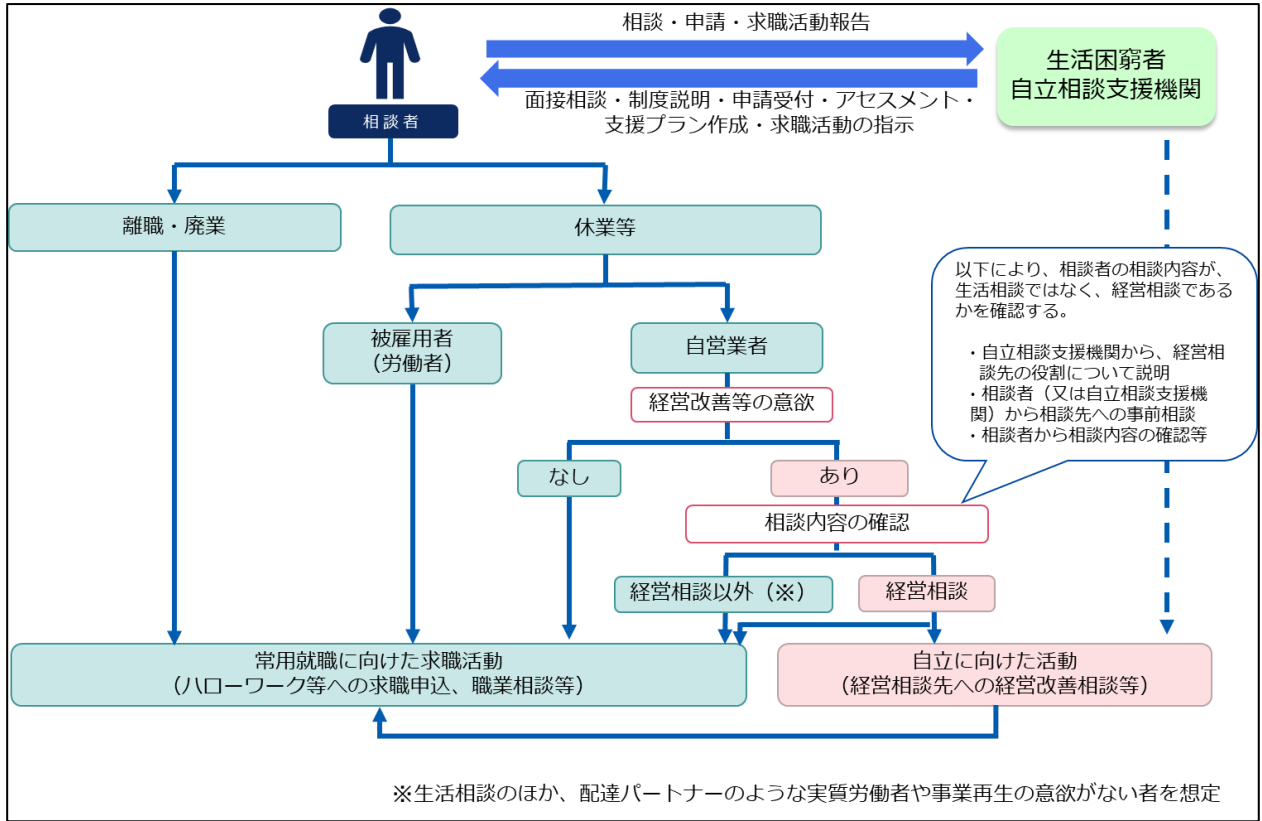 相談・申請・求職活動報告
生活困窮者
自立相談支援機関
面接相談・制度説明・申請受付・アセスメント・
支援プラン作成・求職活動の指示
相談者
離職・廃業
休業等
以下により、相談者の相談内容が、
生活相談ではなく、経営相談である
かを確認する。
・自立相談支援機関から、経営相
談先の役割について説明
・相談者（又は自立相談支援機
関）から相談先への事前相談
・相談者から相談内容の確認等
被雇用者
（労働者）
自営業者
経営改善等の意欲
なし
あり
相談内容の確認
経営相談以外（※）
経営相談
常用就職に向けた求職活動
（ハローワーク等への求職申込、職業相談等）
自立に向けた活動
（経営相談先への経営改善相談等）
※生活相談のほか、配達パートナーのような実質労働者や事業再生の意欲がない者を想定